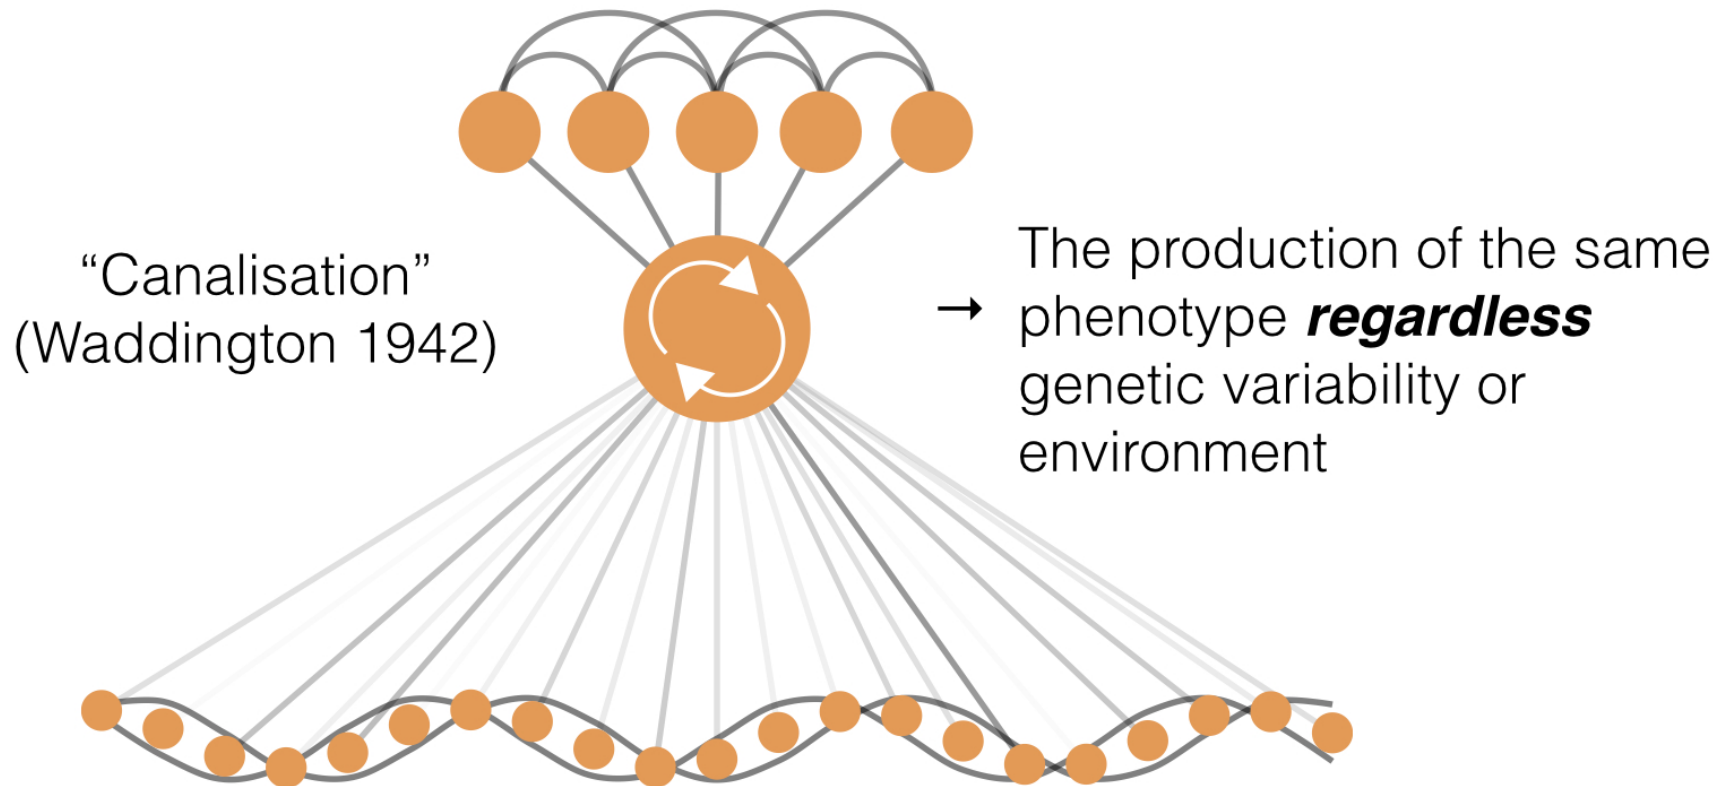 “Canalisation”
(Waddington 1942)
→ The production of the same
phenotype regardless
genetic variability or
environment